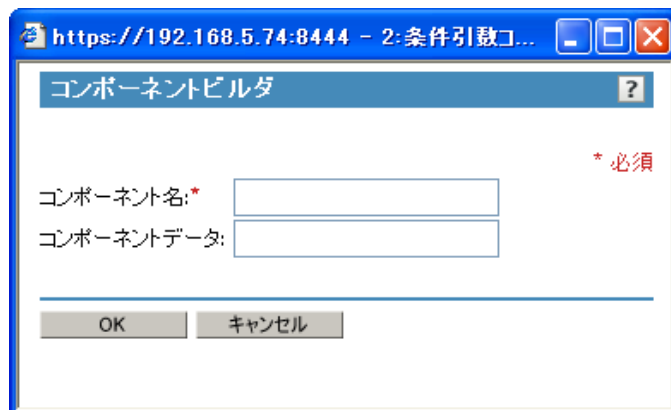 https://192.168.5.74:8444 - 2:条件引数コ...
コンポーネントビルダ ?
* 必須
コンポーネント名:*
コンポーネントデータ:
OK キャンセル